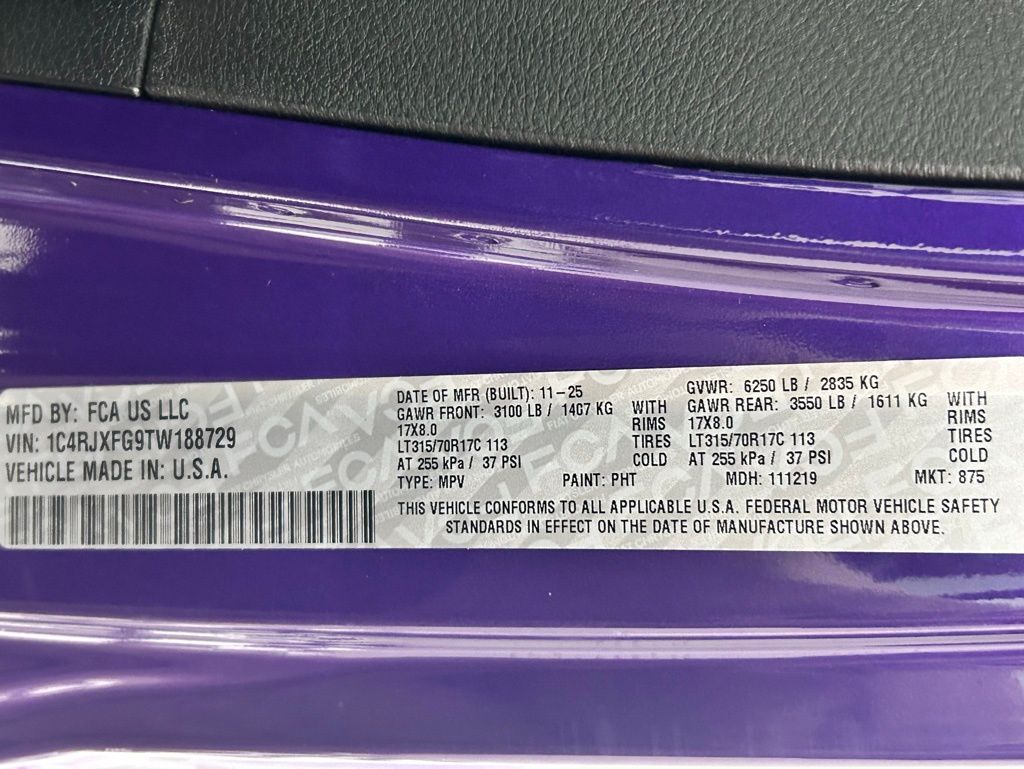 MFD BY: FCA US LLC
VIN: 1C4RJXFG9TW188729
VEHICLE MADE IN: U.S.A.
DATE OF MFR (BUILT): 11-25 GVWR: 6250 LB / 2835 KG
GAWR FRONT: 3100 LB / 1407 KG WITH GAWR REAR: 3550 LB / 1611 KG WITH
17X8.0 RIMS 17X8.0 RIMS
LT315/70R17C 113 TIRES LT315/70R17C 113 TIRES
AT 255 kPa / 37 PSI COLD AT 255 kPa / 37 PSI COLD
TYPE: MPV PAINT: PHT MDH: 111219 MKT: 875
THIS VEHICLE CONFORMS TO ALL APPLICABLE U.S.A. FEDERAL MOTOR VEHICLE SAFETY
STANDARDS IN EFFECT ON THE DATE OF MANUFACTURE SHOWN ABOVE.